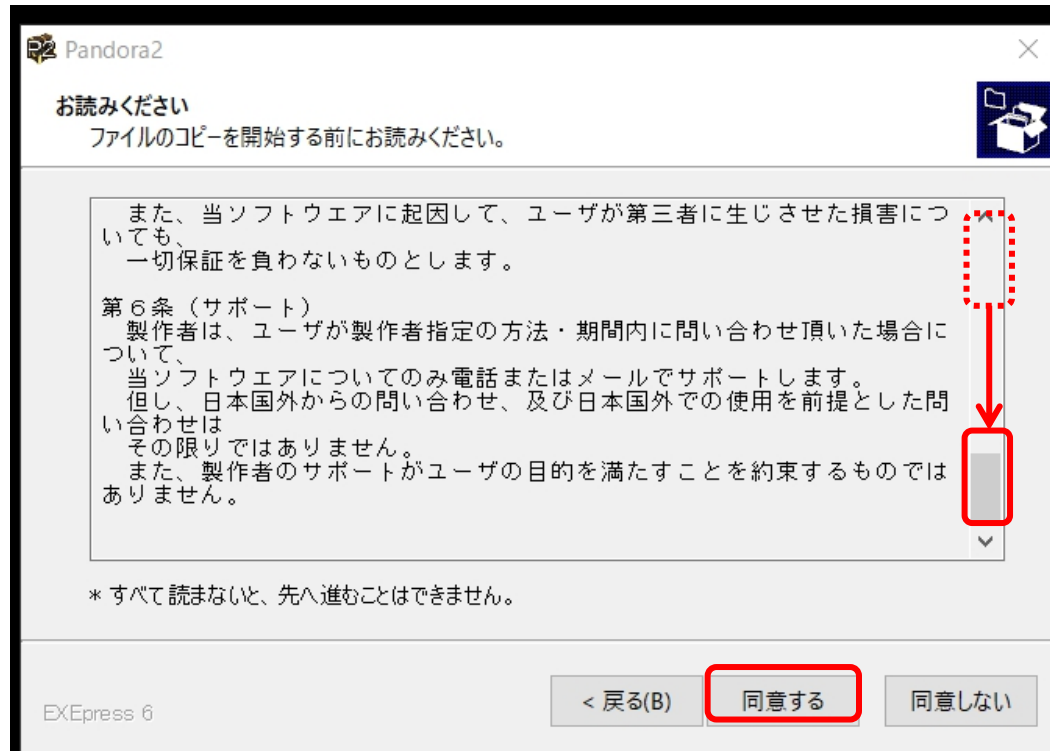 Pandora2
お読みください
ファイルのコピーを開始する前にお読みください。
また、当ソフトウエアに起因して、ユーザが第三者に生じさせた損害につ
いても、
一切保証を負わないものとします。
第６条（サポート）
製作者は、ユーザが製作者指定の方法・期間内に問い合わせ頂いた場合に
ついて、
当ソフトウエアについてのみ電話またはメールでサポートします。
但し、日本国外からの問い合わせ、及び日本国外での使用を前提とした問
い合わせは
その限りではありません。
また、製作者のサポートがユーザの目的を満たすことを約束するものでは
ありません。
* すべて読まないと、先へ進むことはできません。
EXEpress 6
< 戻る(B)
同意する
同意しない